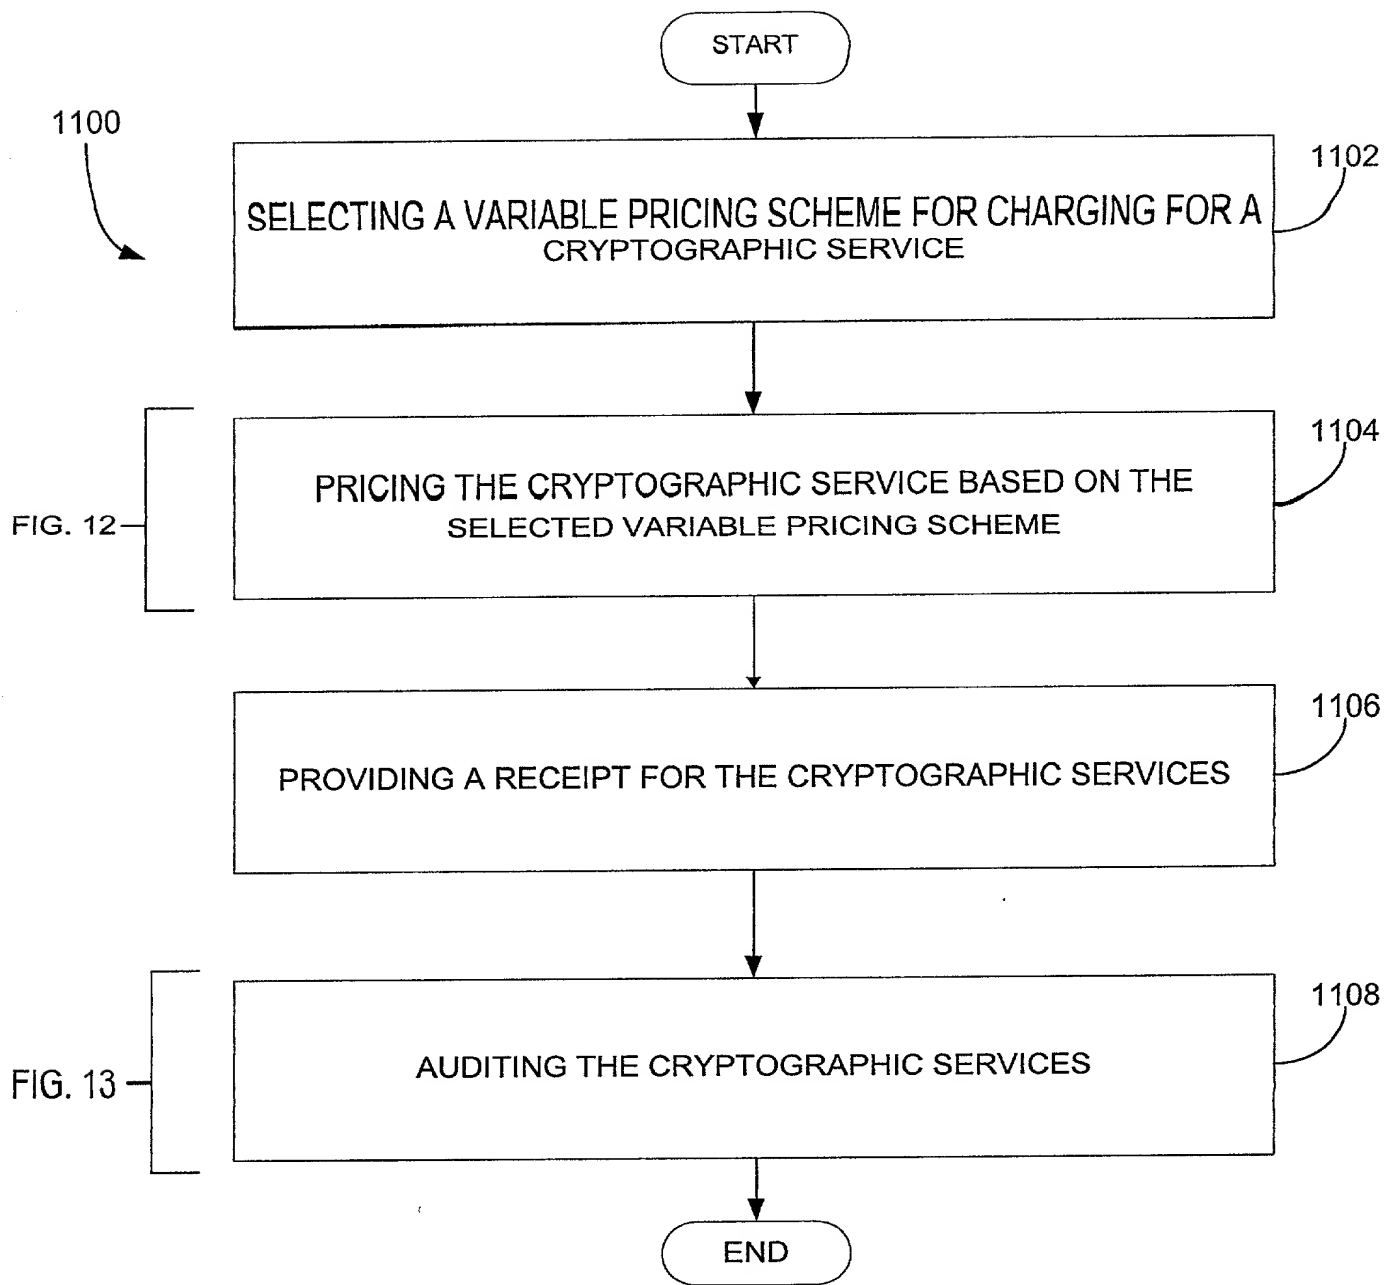 START
1100
1102
SELECTING A VARIABLE PRICING SCHEME FOR CHARGING FOR A
CRYPTOGRAPHIC SERVICE
1104
PRICING THE CRYPTOGRAPHIC SERVICE BASED ON THE
SELECTED VARIABLE PRICING SCHEME
FIG. 12
1106
PROVIDING A RECEIPT FOR THE CRYPTOGRAPHIC SERVICES
1108
AUDITING THE CRYPTOGRAPHIC SERVICES
FIG. 13
END